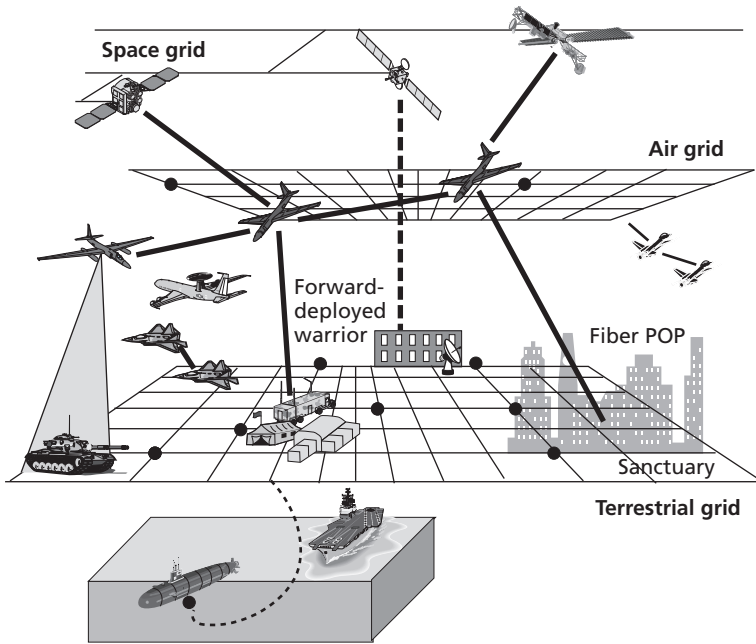 Space grid
Air grid
Forward-
deployed
warrior
Fiber POP
Sanctuary
Terrestrial grid